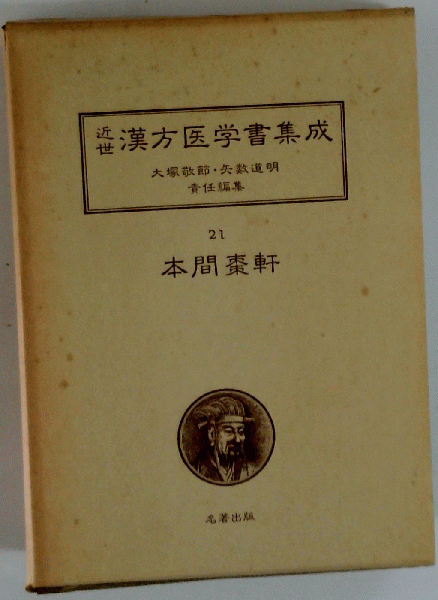 近世 漢方医学書集成
大塚敬節・矢数道明
責任編集
21
本間棗軒
名著出版